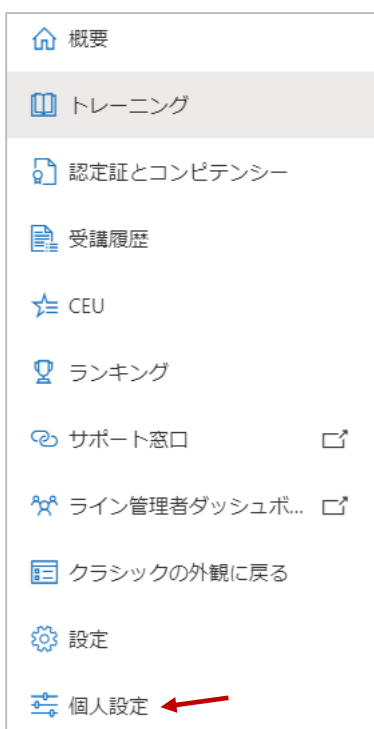 概要
トレーニング
認定証とコンピテンシー
受講履歴
CEU
ランキング
サポート窓口
ライン管理者ダッシュボ...
クラシックの外観に戻る
設定
個人設定